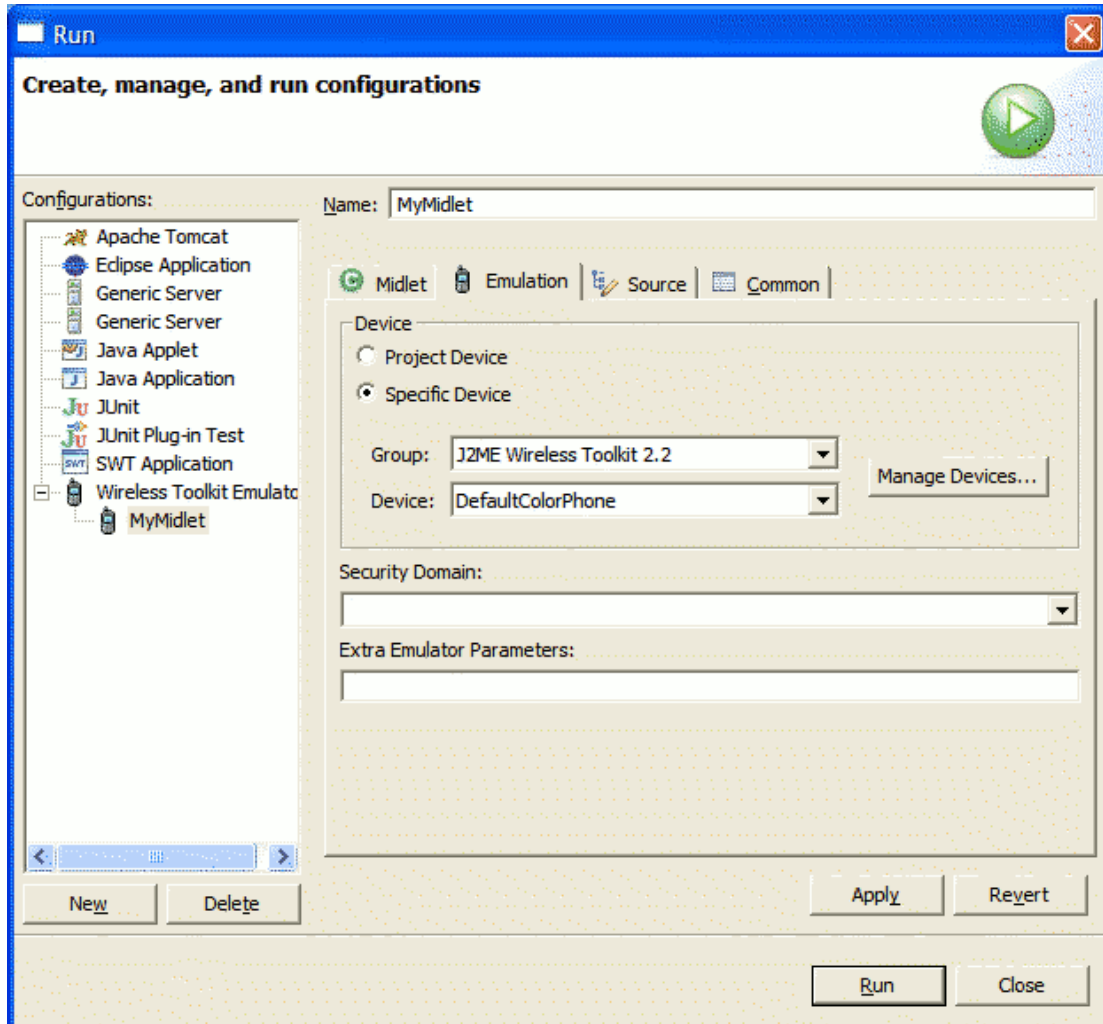 Run
Create, manage, and run configurations
Configurations:
Apache Tomcat
Eclipse Application
Generic Server
Generic Server
Java Applet
Java Application
JUnit
JUnit Plug-in Test
SWT Application
Wireless Toolkit Emulato
MyMidlet
New
Delete
Name: MyMidlet
Midlet Emulation Source Common
Device
Project Device
Specific Device
Group: J2ME Wireless Toolkit 2.2
Device: DefaultColorPhone
Manage Devices...
Security Domain:
Extra Emulator Parameters:
Apply Revert
Run Close